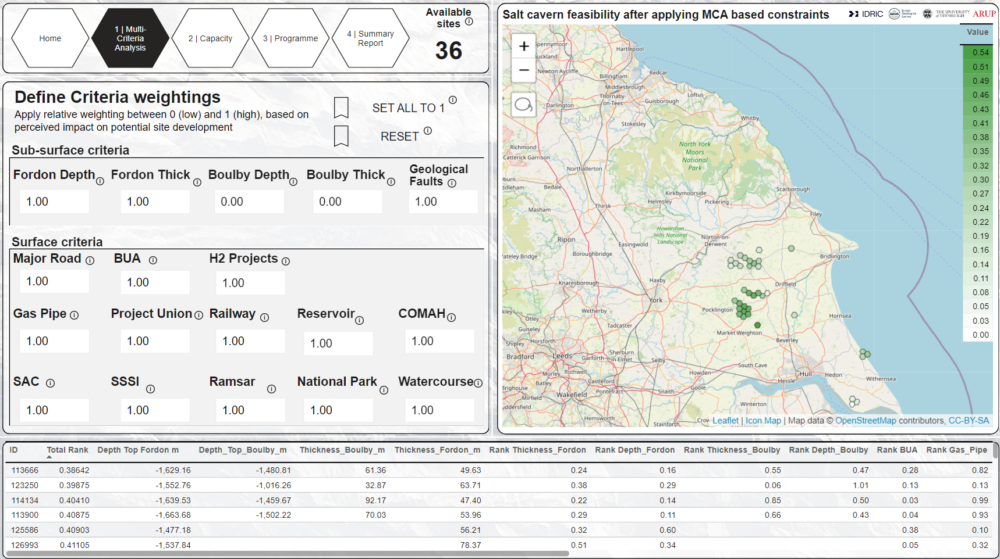 Home
1 | Multi-
Criteria
Analysis
2 | Capacity
3 | Programme
4 | Summary
Report
Available
sites
36
Define Criteria weightings
Apply relative weighting between 0 (low) and 1 (high), based on
perceived impact on potential site development
SET ALL TO 1
RESET
Sub-surface criteria
Fordon Depth Fordon Thick Boulby Depth Boulby Thick Geological
Faults
1.00 1.00 0.00 0.00 1.00
Surface criteria
Major Road BUA H2 Projects
1.00 1.00 1.00
Gas Pipe Project Union Railway Reservoir COMAH
1.00 1.00 1.00 1.00 1.00
SAC SSSI Ramsar National Park Watercourse
1.00 1.00 1.00 1.00 1.00
Salt cavern feasibility after applying MCA based constraints
IDRIC
BGS
British
Geological
Survey
THE UNIVERSITY
of EDINBURGH
ARUP
Value
0.54
0.51
0.49
0.46
0.43
0.41
0.38
0.35
0.32
0.30
0.27
0.24
0.22
0.19
0.16
0.14
0.11
0.08
0.05
0.03
0.00
+
−
Spennymoor
Hartlepool
uckland
Newton Aycliffe
Billingham
Redcar
Middlesbrough
Loftus
Thornaby-
on-Tees
Guisborough
Darlington
Whitby
Stokesley
North York
Moors
National
Park
Richmond
Catterick Garrison
Northallerton
burn
Bedale
ddleham
Scarborough
Kirkbymoorside
Helmsley
Pickering
Thirsk
Masham
Filey
Howardian
Hills National
Landscape
Ripon
Norton-on-
Derwent
Easingwold
Boroughbridge
ateley Bridge
Bridlington
Haxby
Knaresborough
Driffield
York
Pocklington
kley
Otley
Wetherby
Hornsea
Guiseley
Tadcaster
Market Weighton
Shipley
Horsforth
Beverley
Bradford
Leeds
Garforth
Sherburn
in Elmet
Selby
South Cave
Morley
Rothwell
Howden
Hull
Hedon
Withernsea
Batley
Castleford
Hessle
Brighouse
Pontefract
Snaith
Goole
Mirfield
Wakefield
uddersfield
Winterton
Hemsworth
Stainforth
Crow
Leaflet | Icon Map | Map data © OpenStreetMap contributors, CC-BY-SA
ID Total Rank Depth Top Fordon m Depth_Top_Boulby_m Thickness_Boulby_m Thickness_Fordon_m Rank Thickness_Fordon Rank Depth_Fordon Rank Thickness_Boulby Rank Depth_Boulby Rank BUA Rank Gas_Pipe
113666 0.38642 -1,629.16 -1,480.81 61.36 49.63 0.24 0.16 0.55 0.47 0.28 0.82
123250 0.39875 -1,552.76 -1,016.26 32.87 63.71 0.38 0.29 0.06 1.01 0.13 0.13
114134 0.40410 -1,639.53 -1,459.67 92.17 47.40 0.22 0.14 0.85 0.50 0.03 0.99
113900 0.40875 -1,663.68 -1,502.22 70.03 53.96 0.29 0.11 0.66 0.43 0.04 0.93
125586 0.40903 -1,477.18 56.21 0.32 0.60 0.38 0.10
126993 0.41105 -1,537.84 78.37 0.51 0.34 0.05 0.32